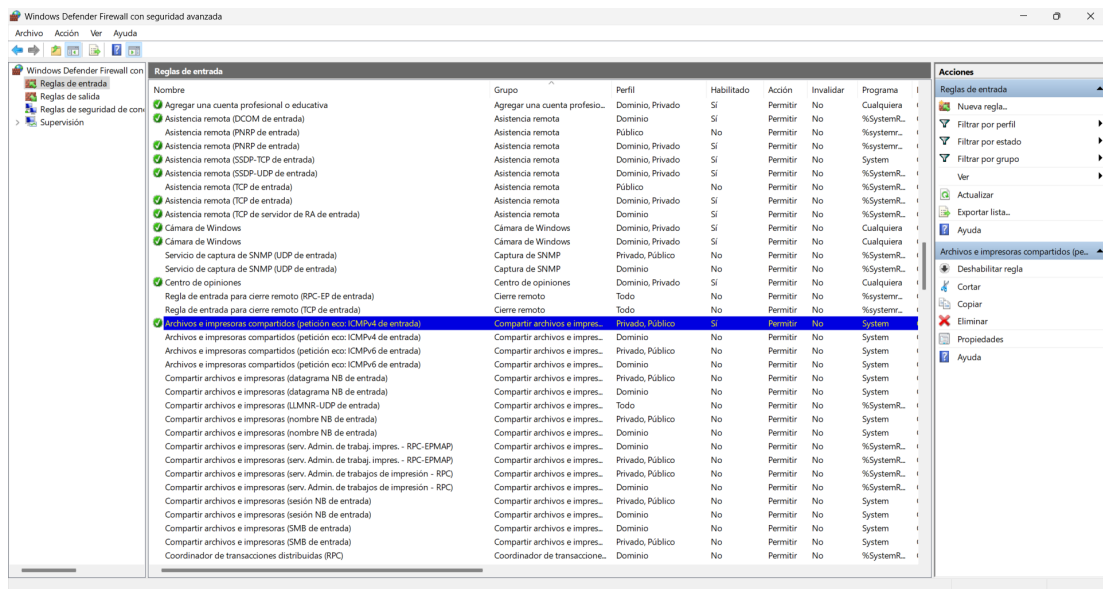 Windows Defender Firewall con seguridad avanzada
Archivo Acción Ver Ayuda
Windows Defender Firewall con
Reglas de entrada
Reglas de salida
Reglas de seguridad de con
Supervisión
Reglas de entrada
Nombre Grupo Perfil Habilitado Acción Invalidar Programa
Agregar una cuenta profesional o educativa Agregar una cuenta profesio... Dominio, Privado Sí Permitir No Cualquiera
Asistencia remota (DCOM de entrada) Asistencia remota Dominio Sí Permitir No %SystemR...
Asistencia remota (PNRP de entrada) Asistencia remota Público No Permitir No %systemr...
Asistencia remota (PNRP de entrada) Asistencia remota Dominio, Privado Sí Permitir No %systemr...
Asistencia remota (SSDP-TCP de entrada) Asistencia remota Dominio, Privado Sí Permitir No System
Asistencia remota (SSDP-UDP de entrada) Asistencia remota Dominio, Privado Sí Permitir No %SystemR...
Asistencia remota (TCP de entrada) Asistencia remota Público No Permitir No %SystemR...
Asistencia remota (TCP de entrada) Asistencia remota Dominio, Privado Sí Permitir No %SystemR...
Asistencia remota (TCP de servidor de RA de entrada) Asistencia remota Dominio Sí Permitir No %SystemR...
Cámara de Windows Cámara de Windows Dominio, Privado Sí Permitir No Cualquiera
Cámara de Windows Cámara de Windows Dominio, Privado Sí Permitir No Cualquiera
Servicio de captura de SNMP (UDP de entrada) Captura de SNMP Privado, Público No Permitir No %SystemR...
Servicio de captura de SNMP (UDP de entrada) Captura de SNMP Dominio No Permitir No %SystemR...
Centro de opiniones Centro de opiniones Dominio, Privado Sí Permitir No Cualquiera
Regla de entrada para cierre remoto (RPC-EP de entrada) Cierre remoto Todo No Permitir No %systemr...
Regla de entrada para cierre remoto (TCP de entrada) Cierre remoto Todo No Permitir No %systemr...
Archivos e impresoras compartidos (petición eco: ICMPv4 de entrada) Compartir archivos e impres... Privado, Público Sí Permitir No System
Archivos e impresoras compartidos (petición eco: ICMPv4 de entrada) Compartir archivos e impres... Dominio No Permitir No System
Archivos e impresoras compartidos (petición eco: ICMPv6 de entrada) Compartir archivos e impres... Privado, Público No Permitir No System
Archivos e impresoras compartidos (petición eco: ICMPv6 de entrada) Compartir archivos e impres... Dominio No Permitir No System
Compartir archivos e impresoras (datagrama NB de entrada) Compartir archivos e impres... Privado, Público No Permitir No System
Compartir archivos e impresoras (datagrama NB de entrada) Compartir archivos e impres... Dominio No Permitir No System
Compartir archivos e impresoras (LLMNR-UDP de entrada) Compartir archivos e impres... Todo No Permitir No %SystemR...
Compartir archivos e impresoras (nombre NB de entrada) Compartir archivos e impres... Privado, Público No Permitir No System
Compartir archivos e impresoras (nombre NB de entrada) Compartir archivos e impres... Dominio No Permitir No System
Compartir archivos e impresoras (serv. Admin. de trabaj. impres. - RPC-EPMAP) Compartir archivos e impres... Dominio No Permitir No %SystemR...
Compartir archivos e impresoras (serv. Admin. de trabaj. impres. - RPC-EPMAP) Compartir archivos e impres... Privado, Público No Permitir No %SystemR...
Compartir archivos e impresoras (serv. Admin. de trabajos de impresión - RPC) Compartir archivos e impres... Privado, Público No Permitir No %SystemR...
Compartir archivos e impresoras (serv. Admin. de trabajos de impresión - RPC) Compartir archivos e impres... Dominio No Permitir No %SystemR...
Compartir archivos e impresoras (sesión NB de entrada) Compartir archivos e impres... Privado, Público No Permitir No System
Compartir archivos e impresoras (sesión NB de entrada) Compartir archivos e impres... Dominio No Permitir No System
Compartir archivos e impresoras (SMB de entrada) Compartir archivos e impres... Dominio No Permitir No System
Compartir archivos e impresoras (SMB de entrada) Compartir archivos e impres... Privado, Público No Permitir No System
Coordinador de transacciones distribuidas (RPC) Coordinador de transaccione... Dominio No Permitir No %SystemR...
Acciones
Reglas de entrada
Nueva regla...
Filtrar por perfil
Filtrar por estado
Filtrar por grupo
Ver
Actualizar
Exportar lista...
Ayuda
Archivos e impresoras compartidos (pe...
Deshabilitar regla
Cortar
Copiar
Eliminar
Propiedades
Ayuda